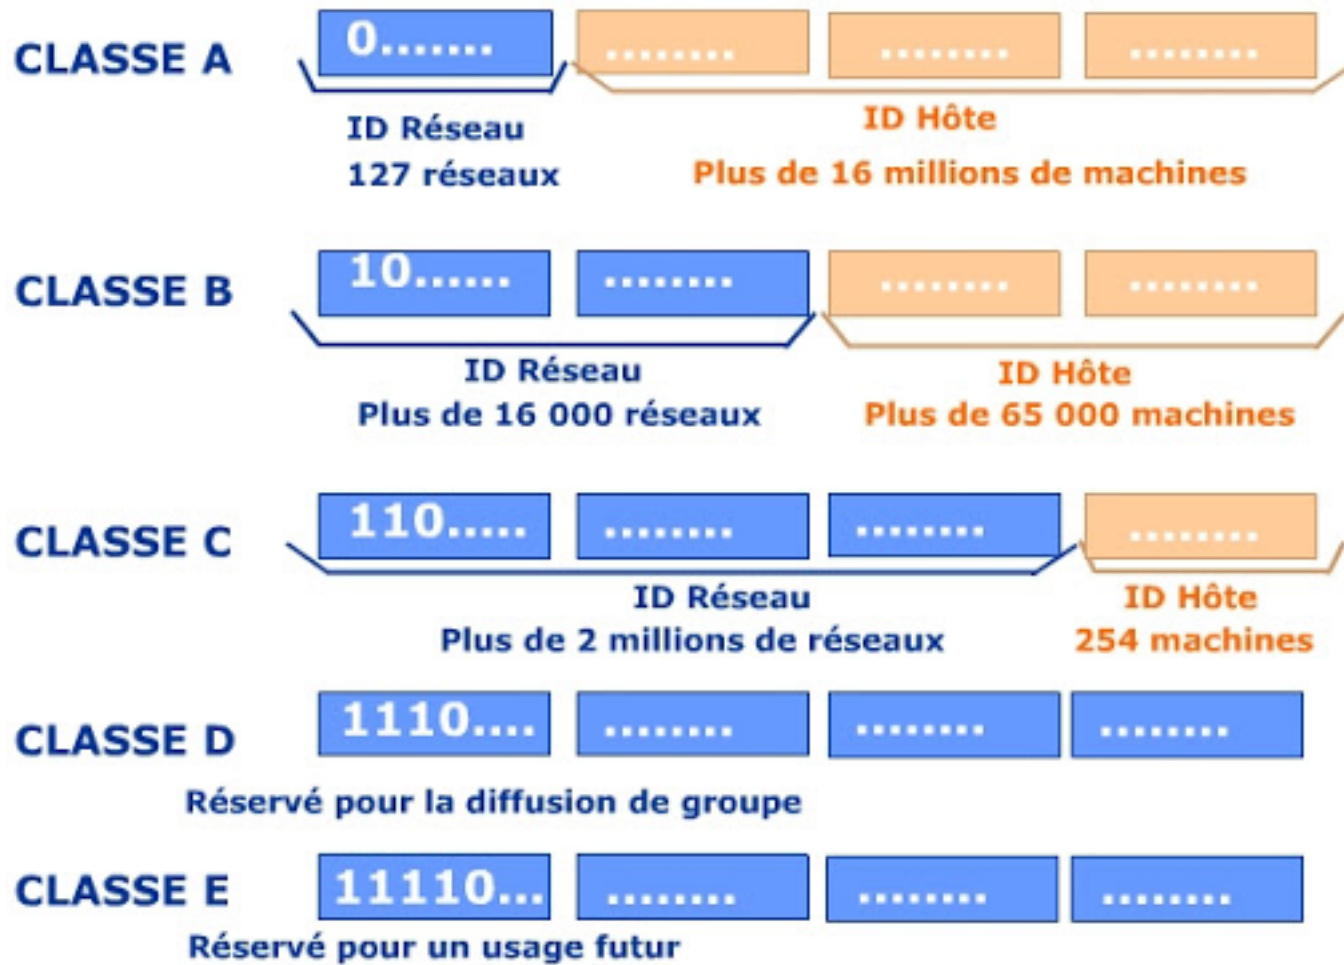 CLASSE A 0....... ........ ........ ........
ID Réseau ID Hôte
127 réseaux Plus de 16 millions de machines
CLASSE B 10...... ........ ........ ........
ID Réseau ID Hôte
Plus de 16 000 réseaux Plus de 65 000 machines
CLASSE C 110..... ........ ........ ........
ID Réseau ID Hôte
Plus de 2 millions de réseaux 254 machines
CLASSE D 1110.... ........ ........ ........
Réservé pour la diffusion de groupe
CLASSE E 11110... ........ ........ ........
Réservé pour un usage futur